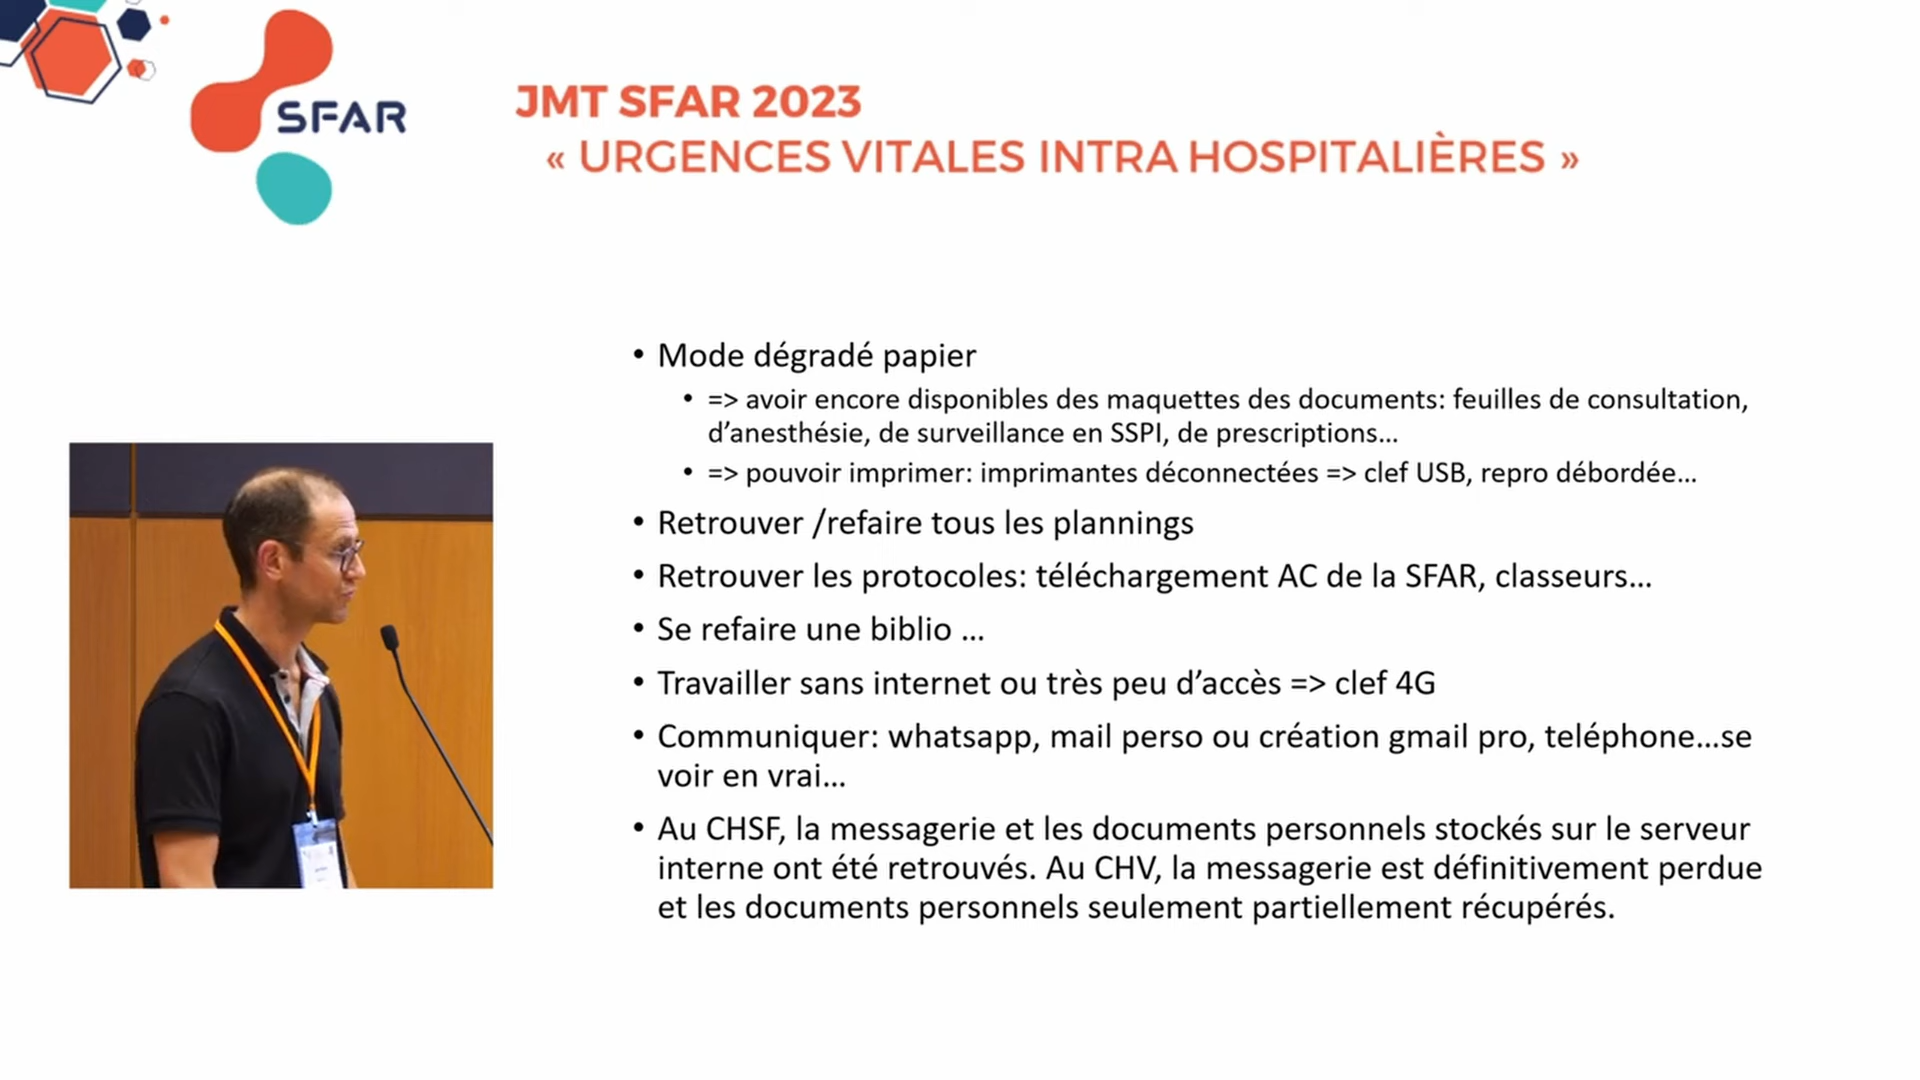 SFAR
JMT SFAR 2023
« URGENCES VITALES INTRA HOSPITALIÈRES »
• Mode dégradé papier
• => avoir encore disponibles des maquettes des documents: feuilles de consultation,
d’anesthésie, de surveillance en SSPI, de prescriptions…
• => pouvoir imprimer: imprimantes déconnectées => clef USB, repro débordée…
• Retrouver /refaire tous les plannings
• Retrouver les protocoles: téléchargement AC de la SFAR, classeurs…
• Se refaire une biblio …
• Travailler sans internet ou très peu d’accès => clef 4G
• Communiquer: whatsapp, mail perso ou création gmail pro, teléphone…se
voir en vrai…
• Au CHSF, la messagerie et les documents personnels stockés sur le serveur
interne ont été retrouvés. Au CHV, la messagerie est définitivement perdue
et les documents personnels seulement partiellement récupérés.